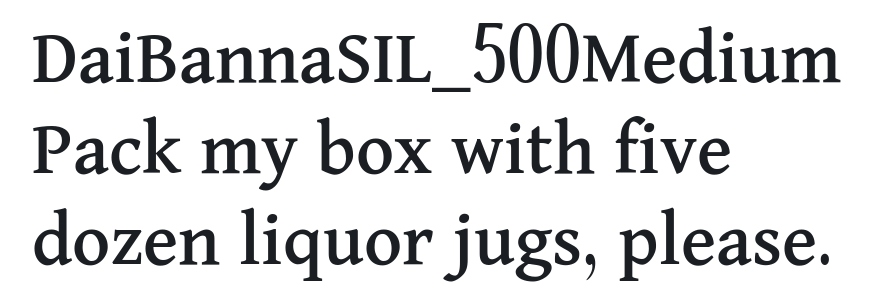 DaiBannaSIL_500Medium
Pack my box with five
dozen liquor jugs, please.